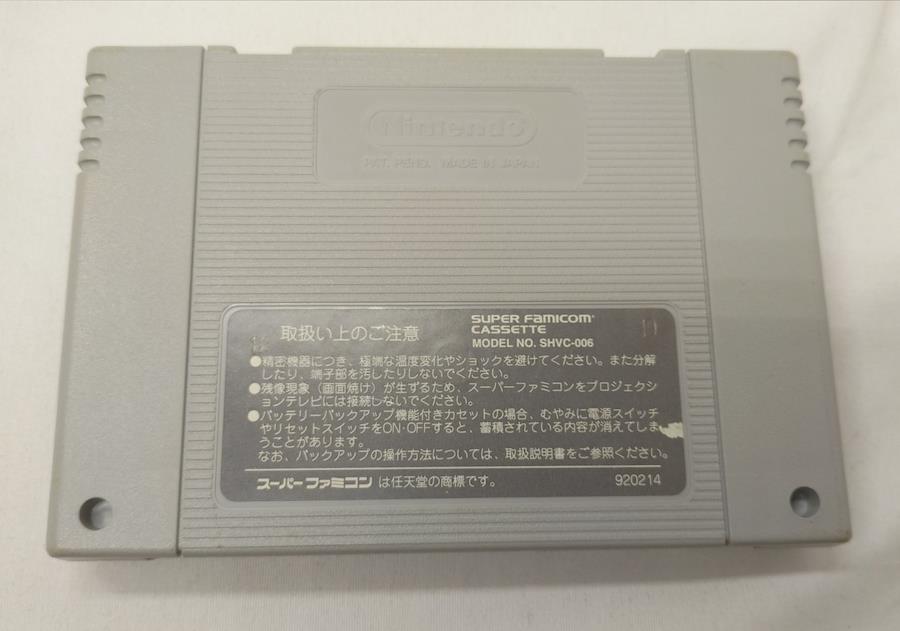 Nintendo
PAT. PEND. MADE IN JAPAN
取扱い上のご注意
SUPER FAMICOM
CASSETTE
MODEL NO. SHVC-006
●精密機器につき、極端な温度変化やショックを避けてください。また分解
したり、端子部を汚したりしないでください。
●残像現象（画面焼け）が生ずるため、スーパーファミコンをプロジェクシ
ョンテレビには接続しないでください。
●バッテリーバックアップ機能付きカセットの場合、むやみに電源スイッチ
やリセットスイッチをON・OFFすると、蓄積されている内容が消えてしま
うことがあります。
なお、バックアップの操作方法については、取扱説明書をご参照ください。
スーパーファミコン は任天堂の商標です。
920214